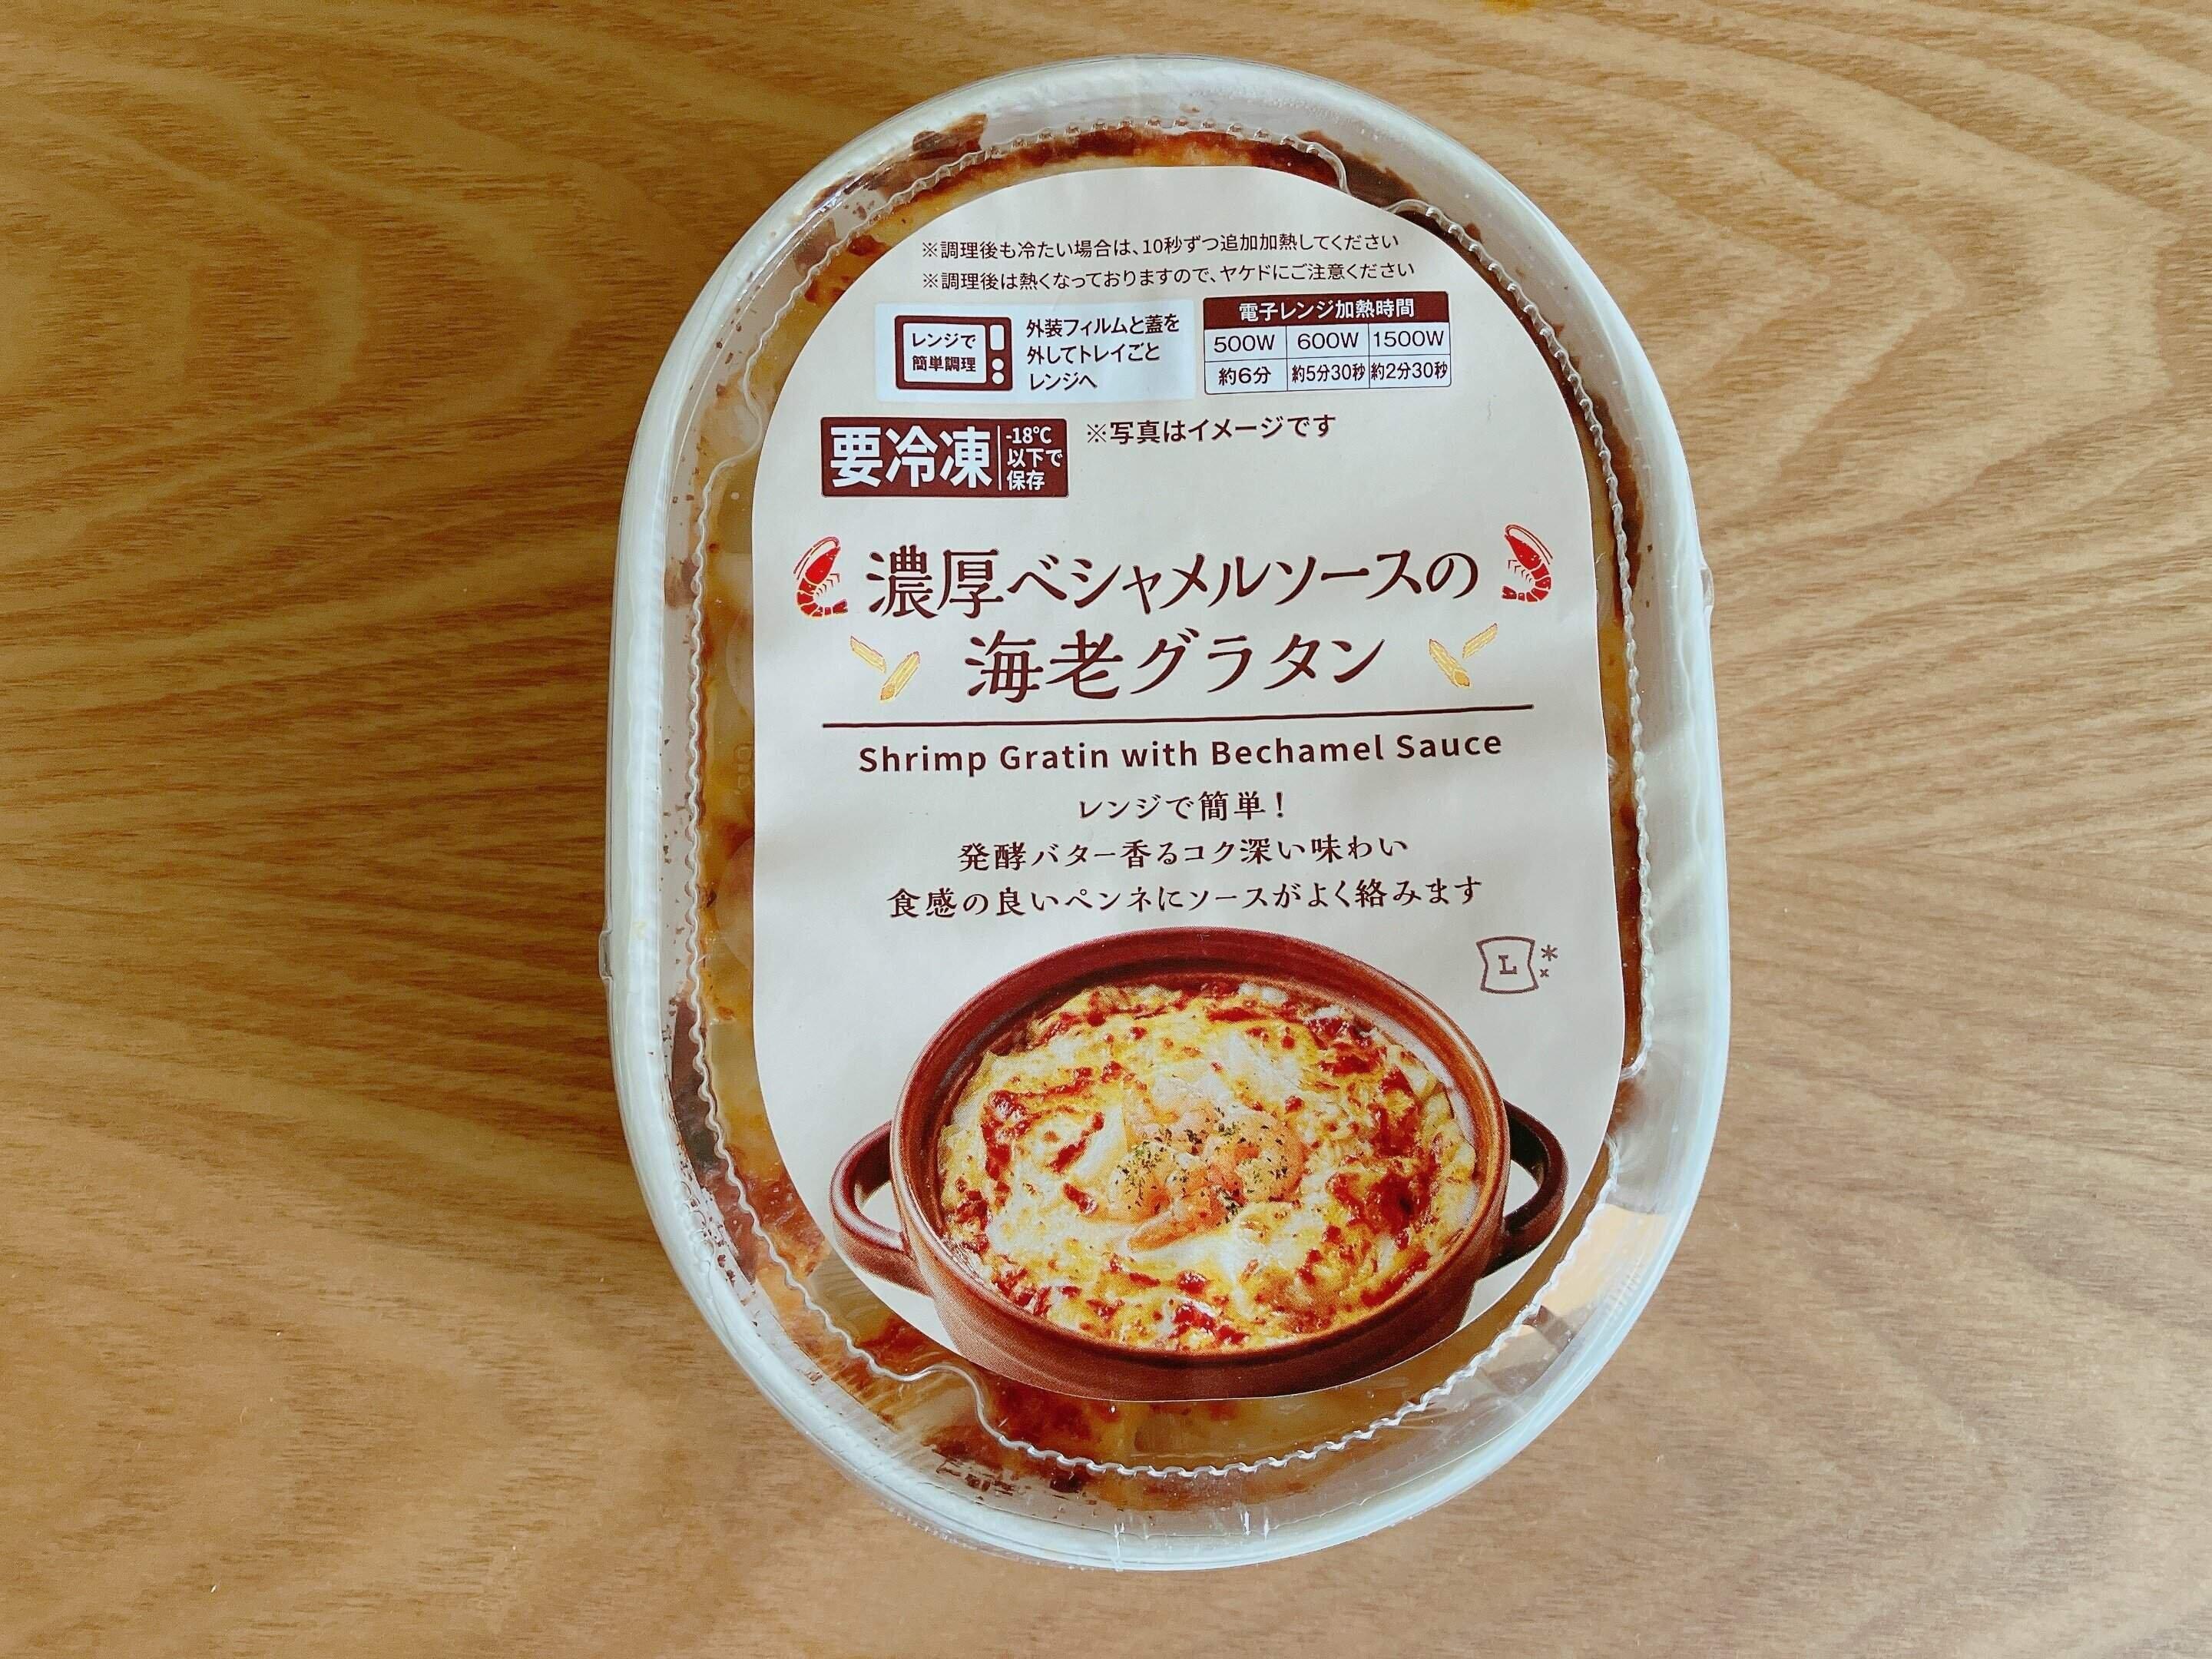 ※調理後も冷たい場合は、10秒ずつ追加加熱してください
※調理後は熱くなっておりますので、ヤケドにご注意ください
レンジで
簡単調理
外装フィルムと蓋を
外してトレイごと
レンジへ
電子レンジ加熱時間
500W 600W 1500W
約6分 約5分30秒 約2分30秒
要冷凍
-18℃
以下で
保存
※写真はイメージです
濃厚ベシャメルソースの
海老グラタン
Shrimp Gratin with Bechamel Sauce
レンジで簡単!
発酵バター香るコク深い味わい
食感の良いペンネにソースがよく絡みます
L